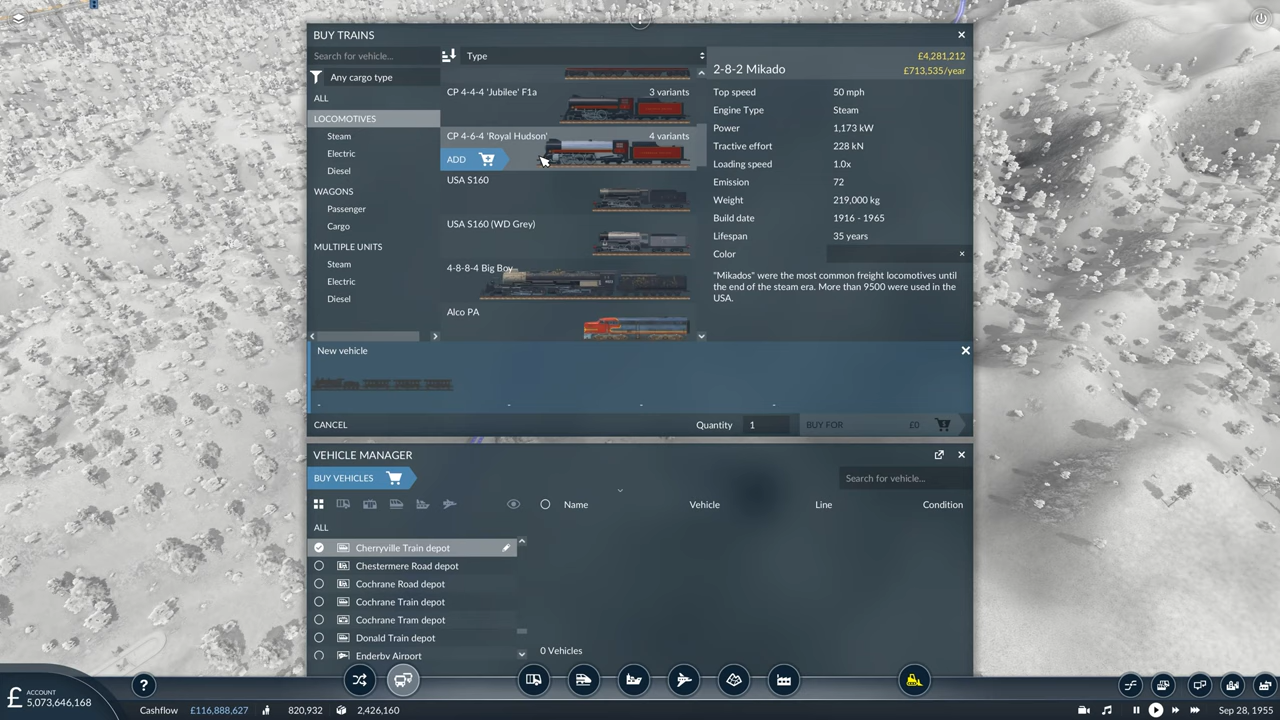 BUY TRAINS
Search for vehicle...
Type
£4,281,212
2-8-2 Mikado
£713,535/year
Any cargo type
ALL
LOCOMOTIVES
Steam
Electric
Diesel
WAGONS
Passenger
Cargo
MULTIPLE UNITS
Steam
Electric
Diesel
CP 4-4-4 'Jubilee' F1a
3 variants
CP 4-6-4 'Royal Hudson'
4 variants
ADD
USA S160
USA S160 (WD Grey)
4-8-8-4 Big Boy
Alco PA
Top speed 50 mph
Engine Type Steam
Power 1,173 kW
Tractive effort 228 kN
Loading speed 1.0x
Emission 72
Weight 219,000 kg
Build date 1916 - 1965
Lifespan 35 years
Color
"Mikados" were the most common freight locomotives until
the end of the steam era. More than 9500 were used in the
USA.
New vehicle
- - - -
CANCEL
Quantity 1
BUY FOR £0
VEHICLE MANAGER
BUY VEHICLES
Search for vehicle...
Name Vehicle Line Condition
ALL
Cherryville Train depot
Chestermere Road depot
Cochrane Road depot
Cochrane Train depot
Cochrane Tram depot
Donald Train depot
Enderby Airport
0 Vehicles
£ ACCOUNT
5,073,646,168
?
Cashflow £116,888,627
820,932
2,426,160
Sep 28, 1955